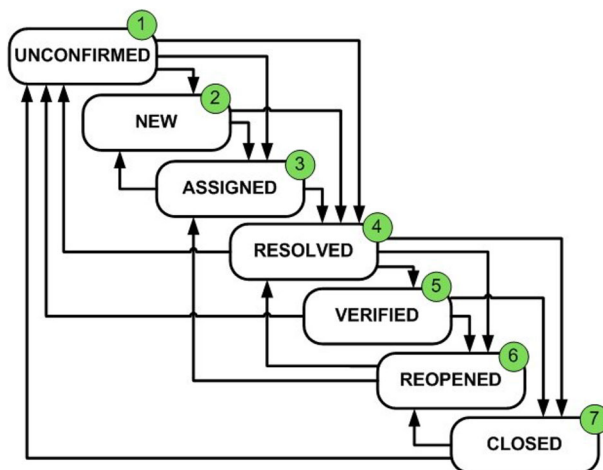 1
UNCONFIRMED
2
NEW
3
ASSIGNED
4
RESOLVED
5
VERIFIED
6
REOPENED
7
CLOSED